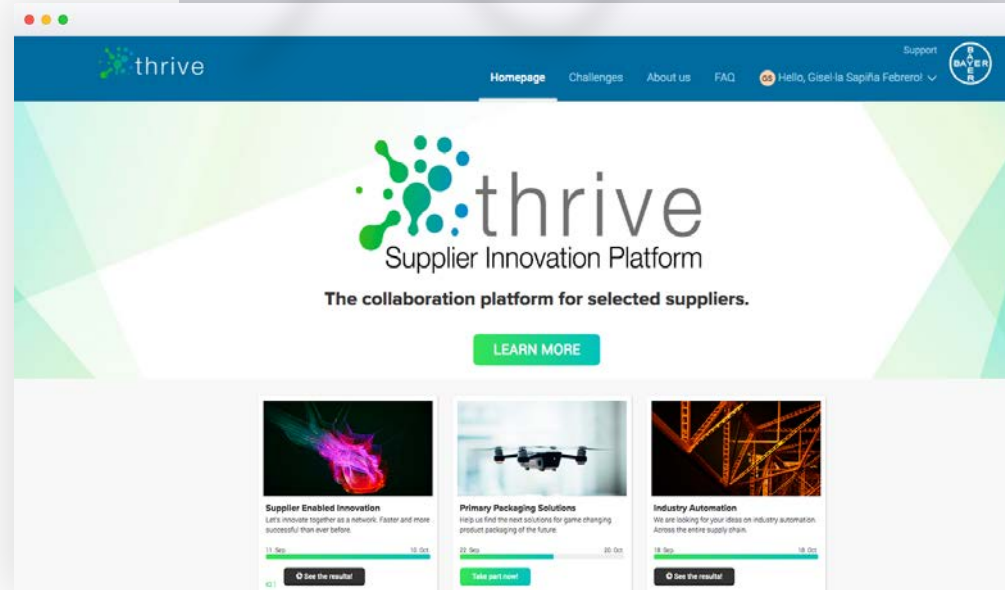 thrive
Support
Homepage Challenges About us FAQ GS Hello, Gisel·la Sapiña Febrero!
BAYER
BAYER
thrive
Supplier Innovation Platform
The collaboration platform for selected suppliers.
LEARN MORE
Supplier Enabled Innovation
Let's innovate together as a network. Faster and more
successful than ever before.
11. Sep 10. Oct
See the results!
Primary Packaging Solutions
Help us find the next solutions for game changing
product packaging of the future.
22. Sep 20. Oct
Take part now!
Industry Automation
We are looking for your ideas on industry automation.
Across the entire supply chain.
18. Sep 18. Oct
See the results!